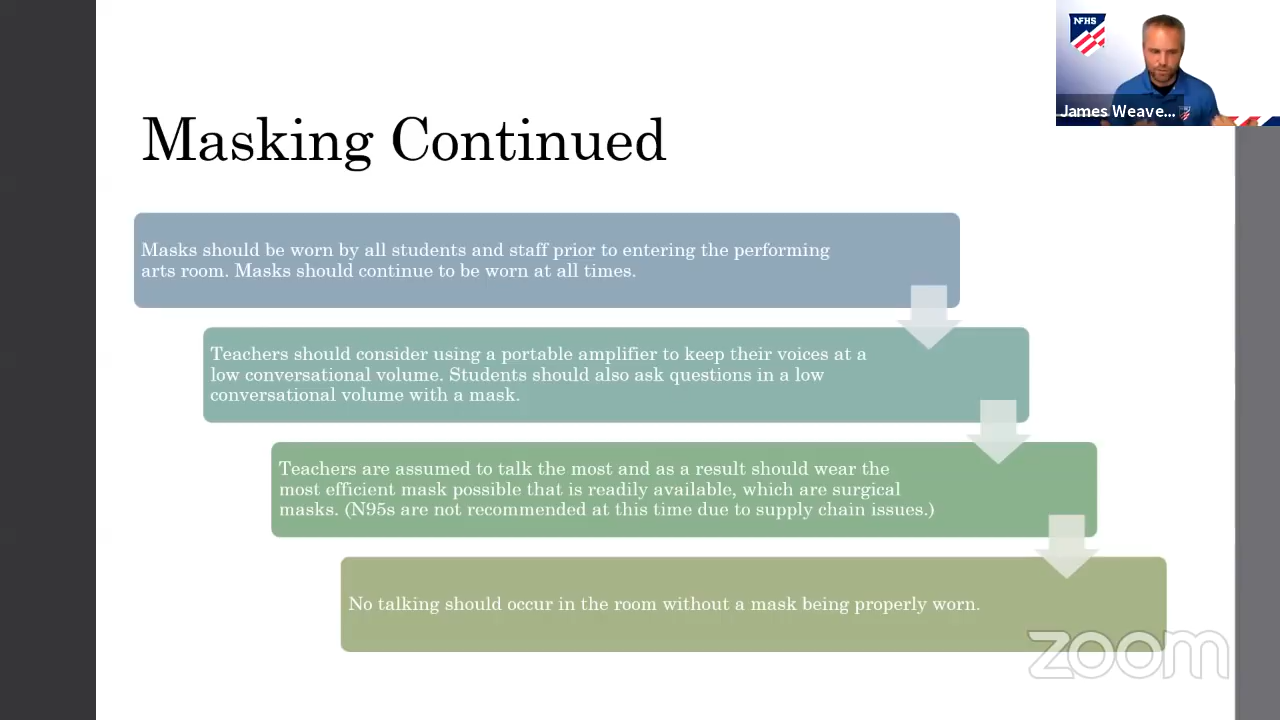 NFHS
James Weave...
Masking Continued
Masks should be worn by all students and staff prior to entering the performing
arts room. Masks should continue to be worn at all times.
Teachers should consider using a portable amplifier to keep their voices at a
low conversational volume. Students should also ask questions in a low
conversational volume with a mask.
Teachers are assumed to talk the most and as a result should wear the
most efficient mask possible that is readily available, which are surgical
masks. (N95s are not recommended at this time due to supply chain issues.)
No talking should occur in the room without a mask being properly worn.
zoom